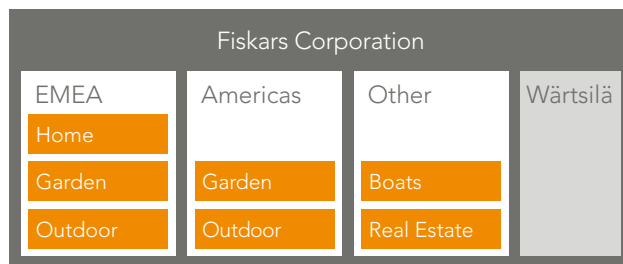 Fiskars Corporation
EMEA
Americas
Other
Wärtsilä
Home
Garden
Garden
Boats
Outdoor
Outdoor
Real Estate